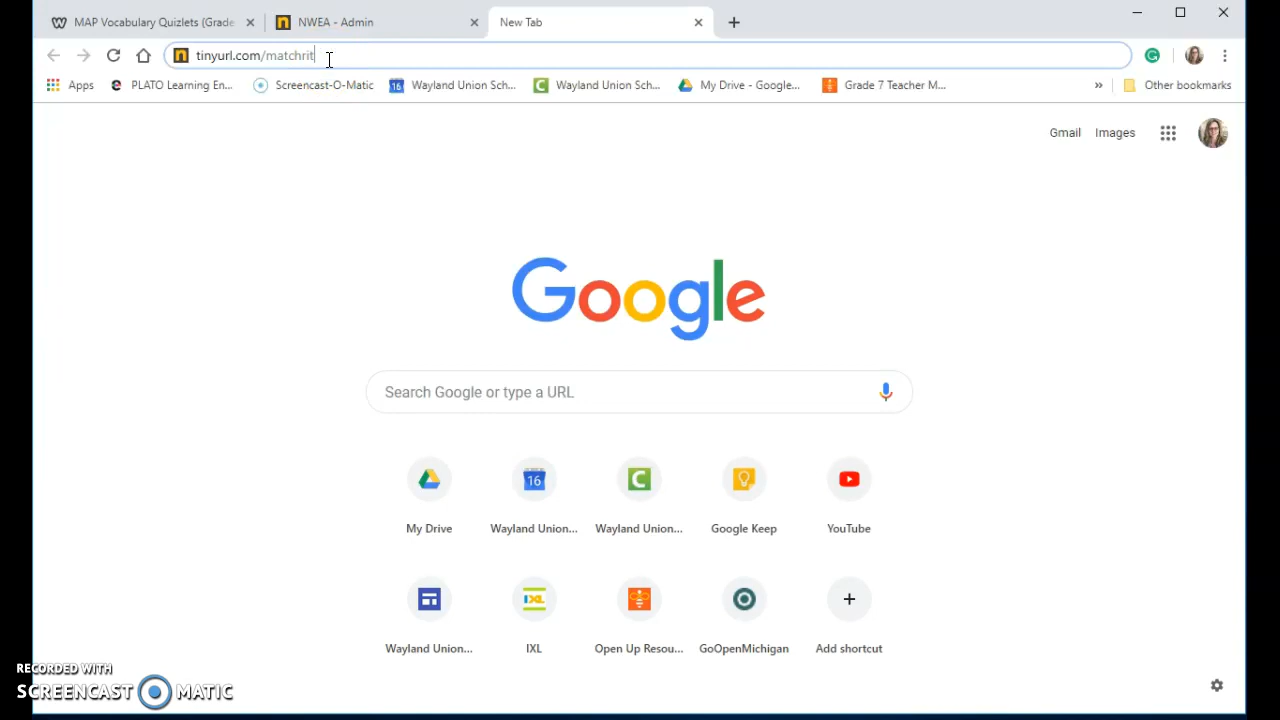 MAP Vocabulary Quizlets (Grade
NWEA - Admin
New Tab
tinyurl.com/matchrit
Apps
PLATO Learning En...
Screencast-O-Matic
16
Wayland Union Sch...
C
Wayland Union Sch...
My Drive - Google...
Grade 7 Teacher M...
»
Other bookmarks
Gmail
Images
Google
Search Google or type a URL
16
C
My Drive
Wayland Union...
Wayland Union...
Google Keep
YouTube
IXL
Wayland Union...
IXL
Open Up Resou...
GoOpenMichigan
Add shortcut
RECORDED WITH
SCREENCAST O MATIC